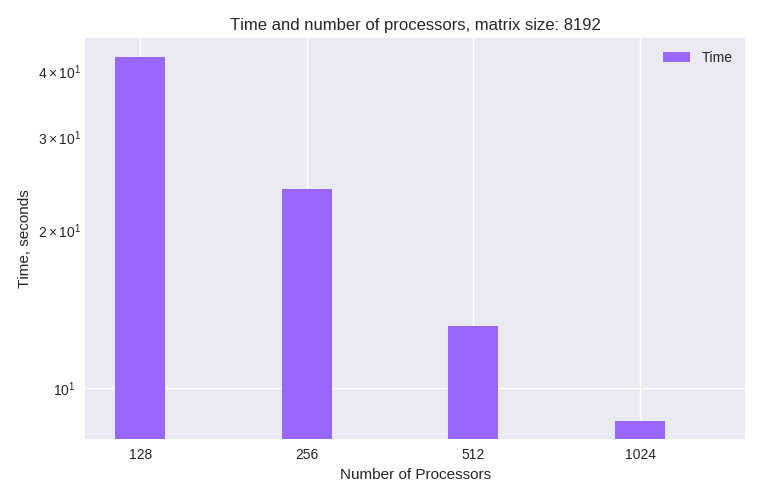 Time and number of processors, matrix size: 8192
Time
4 × 10¹
3 × 10¹
2 × 10¹
10¹
Time, seconds
128 256 512 1024
Number of Processors